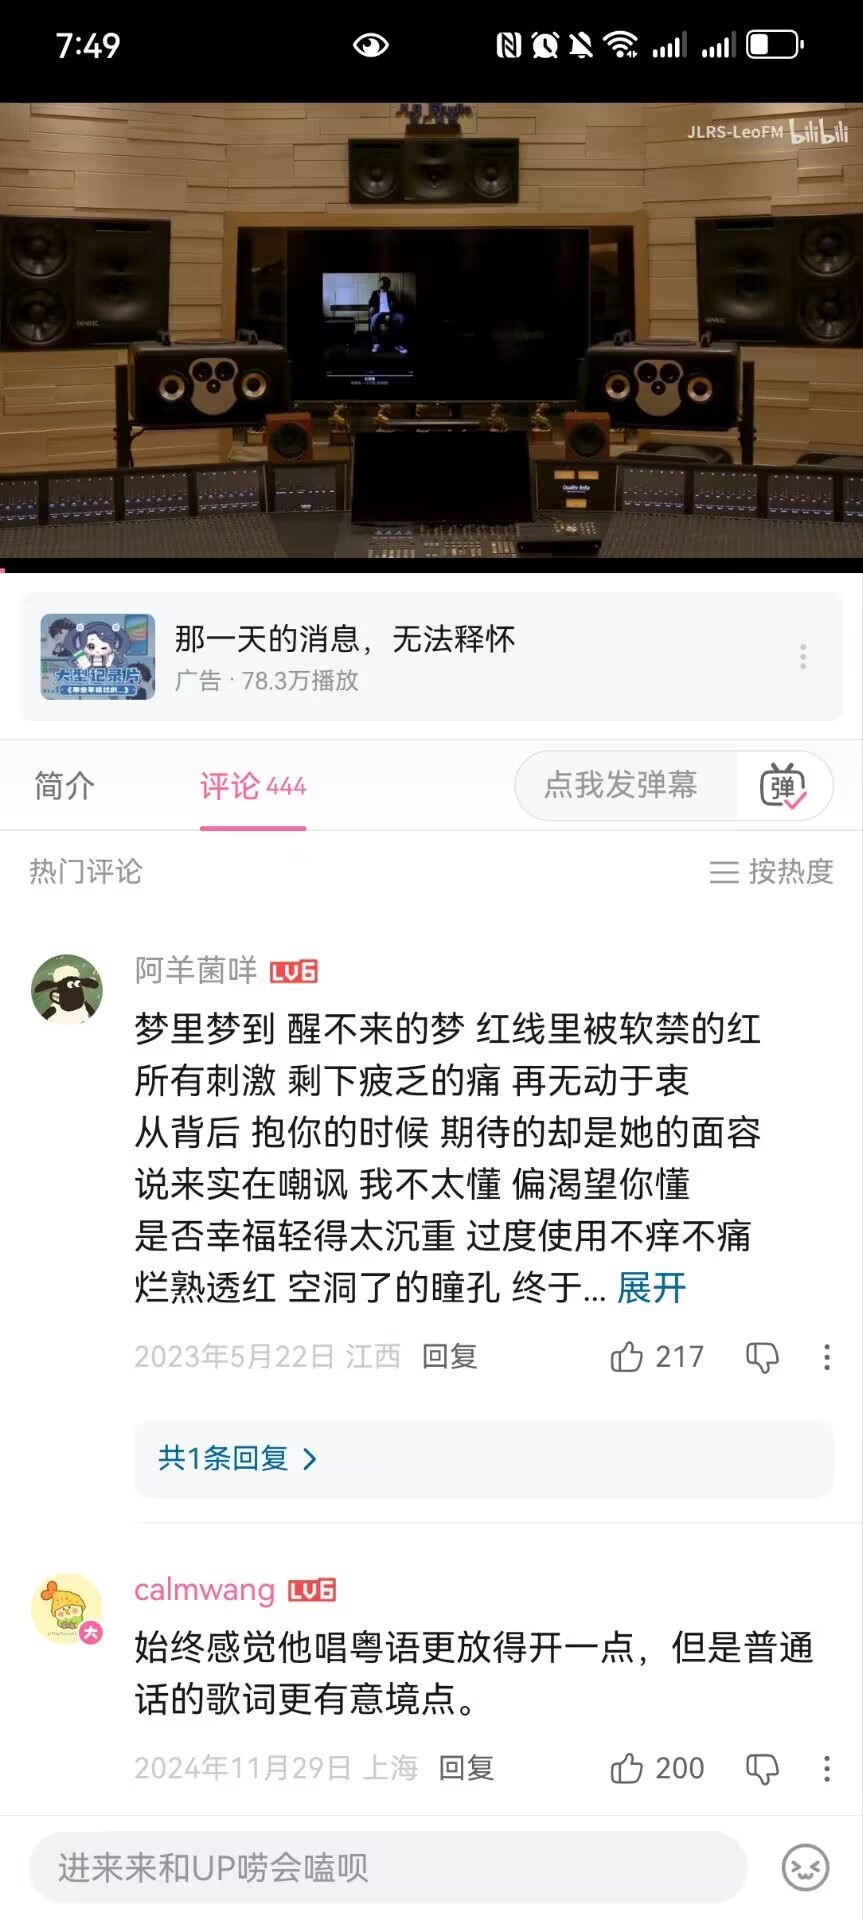 7:49
JLRS-LeoFM bilibili
那一天的消息，无法释怀
广告 · 78.3万播放
大型记录片
简介
评论 444
点我发弹幕
弹
热门评论
按热度
阿羊菌咩 LV6
梦里梦到 醒不来的梦 红线里被软禁的红
所有刺激 剩下疲乏的痛 再无动于衷
从背后 抱你的时候 期待的却是她的面容
说来实在嘲讽 我不太懂 偏渴望你懂
是否幸福轻得太沉重 过度使用不痒不痛
烂熟透红 空洞了的瞳孔 终于... 展开
2023年5月22日 江西 回复 217
共1条回复
calmwang LV6
大
始终感觉他唱粤语更放得开一点，但是普通
话的歌词更有意境点。
2024年11月29日 上海 回复 200
进来来和UP唠会嗑呗